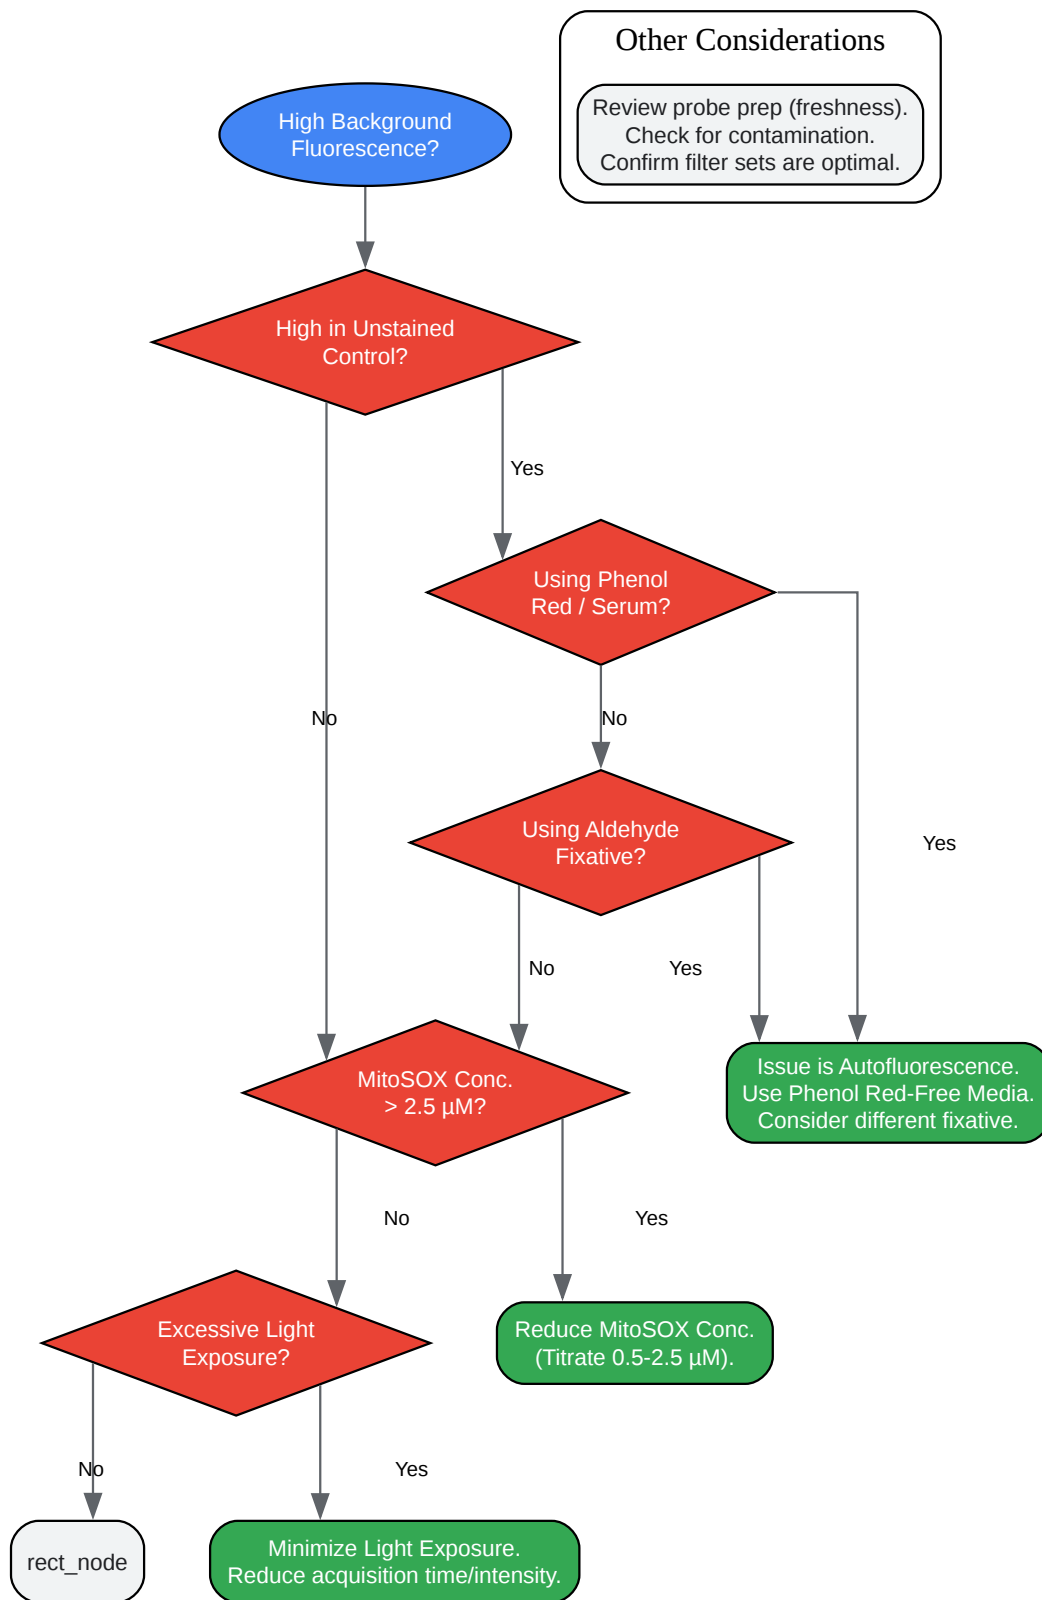 Other Considerations
Review probe prep (freshness).
Check for contamination.
Confirm filter sets are optimal.
High Background
Fluorescence?
High in Unstained
Control?
Yes
Using Phenol
Red / Serum?
No
No
Using Aldehyde
Fixative?
Yes
No
Yes
MitoSOX Conc.
> 2.5 µM?
Issue is Autofluorescence.
Use Phenol Red-Free Media.
Consider different fixative.
No
Yes
Excessive Light
Exposure?
Reduce MitoSOX Conc.
(Titrate 0.5-2.5 µM).
No
Yes
rect_node
Minimize Light Exposure.
Reduce acquisition time/intensity.